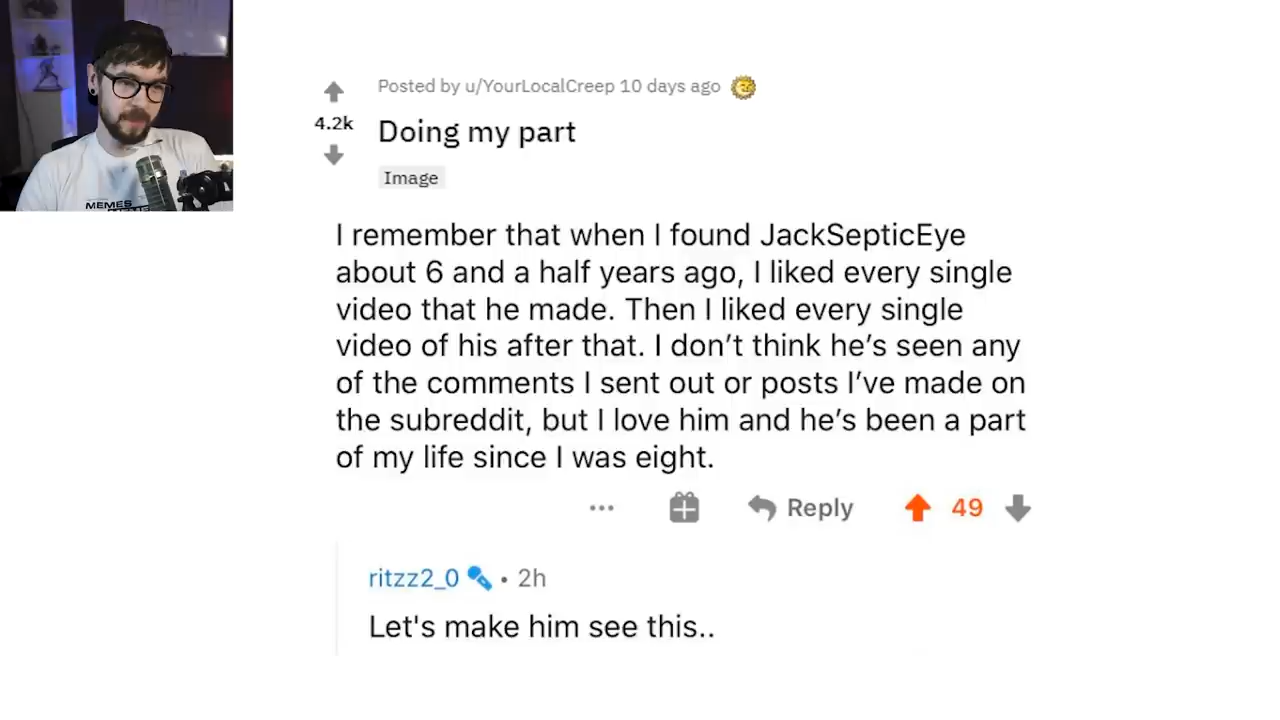 Posted by u/YourLocalCreep 10 days ago
4.2k
Doing my part
Image
I remember that when I found JackSepticEye
about 6 and a half years ago, I liked every single
video that he made. Then I liked every single
video of his after that. I don’t think he’s seen any
of the comments I sent out or posts I’ve made on
the subreddit, but I love him and he’s been a part
of my life since I was eight.
Reply 49
ritzz2_0 • 2h
Let's make him see this..
MEMES